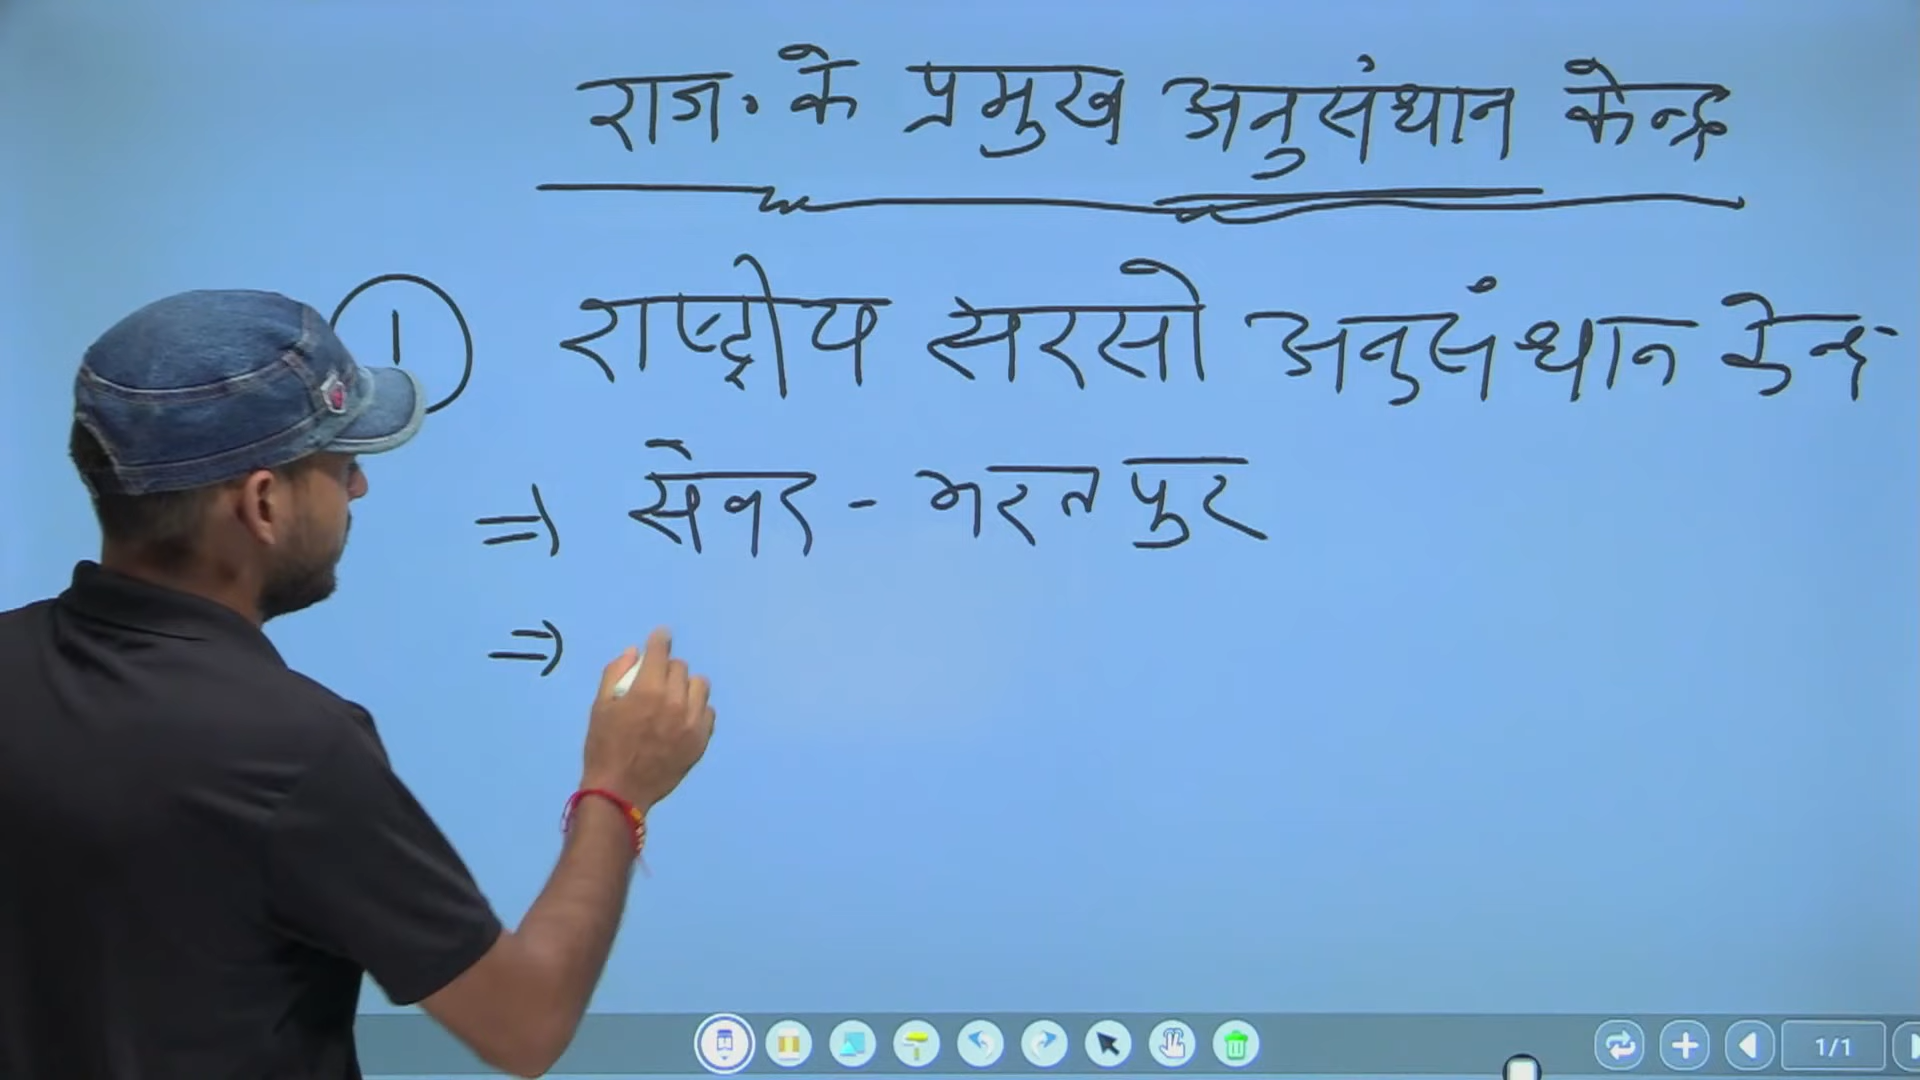 राज. के प्रमुख अनुसंधान केन्द्र
1 राष्ट्रीय सरसो अनुसंधान केन्द्र
⇒ सेवर - भरतपुर
⇒
1/1